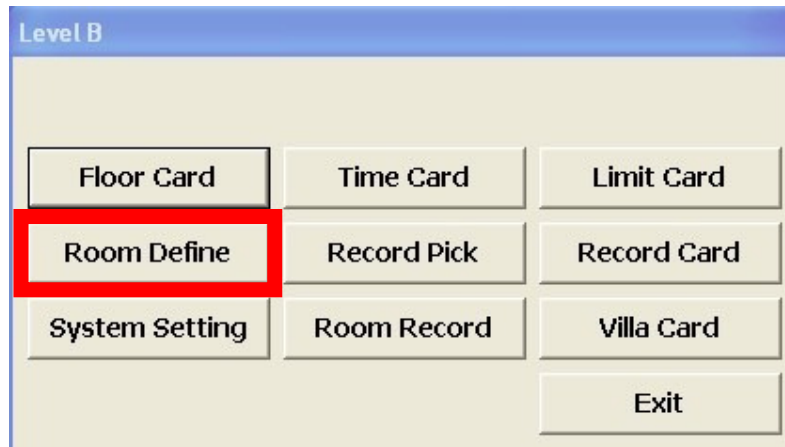 Level B
Floor Card Time Card Limit Card
Room Define Record Pick Record Card
System Setting Room Record Villa Card
Exit